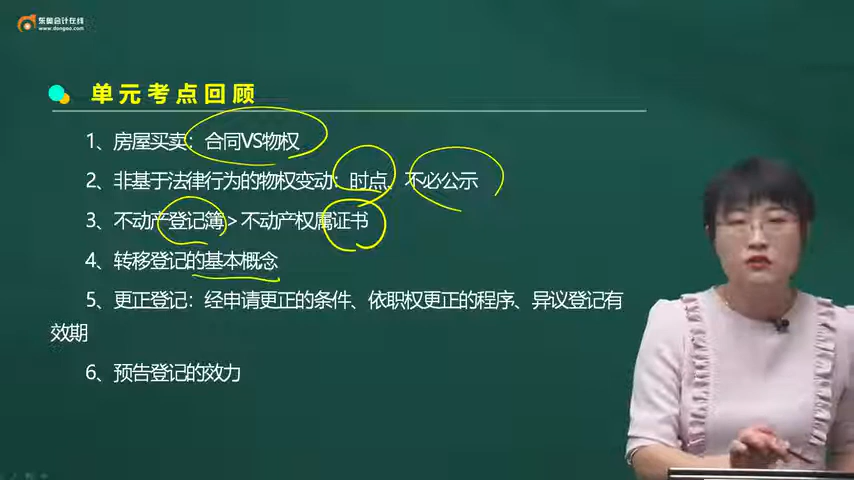 东奥会计在线
www.dongao.com
单元考点回顾
1、房屋买卖：合同VS物权
2、非基于法律行为的物权变动：时点、不必公示
3、不动产登记簿>不动产权属证书
4、转移登记的基本概念
5、更正登记：经申请更正的条件、依职权更正的程序、异议登记有
效期
6、预告登记的效力